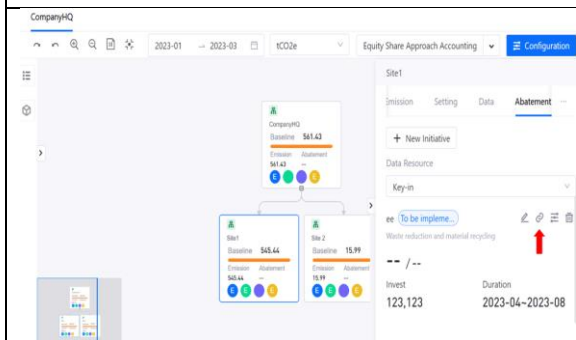 CompanyHQ
2023-01 → 2023-03 tCO2e Equity Share Approach Accounting Configuration
Site1
Emission Setting Data Abatement ...
+ New Initiative
Data Resource
Key-in
ee To be impleme...
Waste reduction and material recycling
-- / --
Invest Duration
123,123 2023-04~2023-08
CompanyHQ
Baseline 561.43
Emission Abatement
561.43 --
E
Site1
Baseline 545.44
Emission Abatement
545.44 --
E
Site 2
Baseline 15.99
Emission Abatement
15.99 --
E